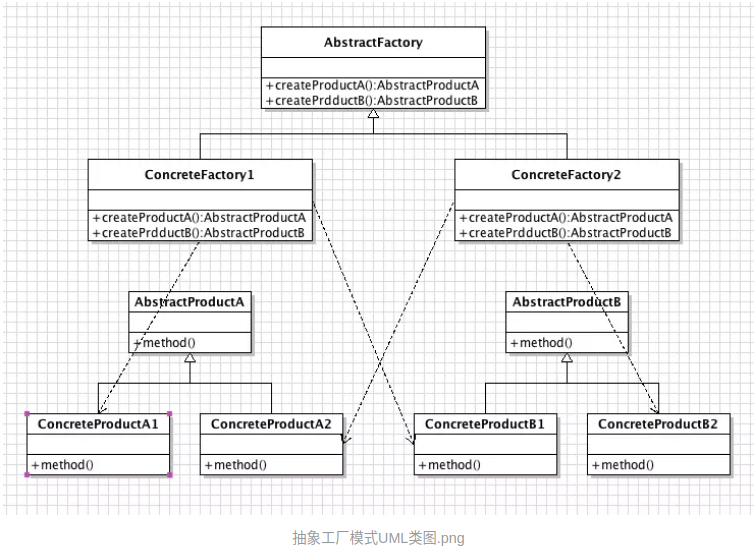 AbstractFactory
+createProductA():AbstractProductA
+createPrdductB():AbstractProductB
ConcreteFactory1
+createProductA():AbstractProductA
+createPrdductB():AbstractProductB
ConcreteFactory2
+createProductA():AbstractProductA
+createPrdductB():AbstractProductB
AbstractProductA
+method()
AbstractProductB
+method()
ConcreteProductA1
+method()
ConcreteProductA2
+method()
ConcreteProductB1
+method()
ConcreteProductB2
+method()
抽象工厂模式UML类图.png